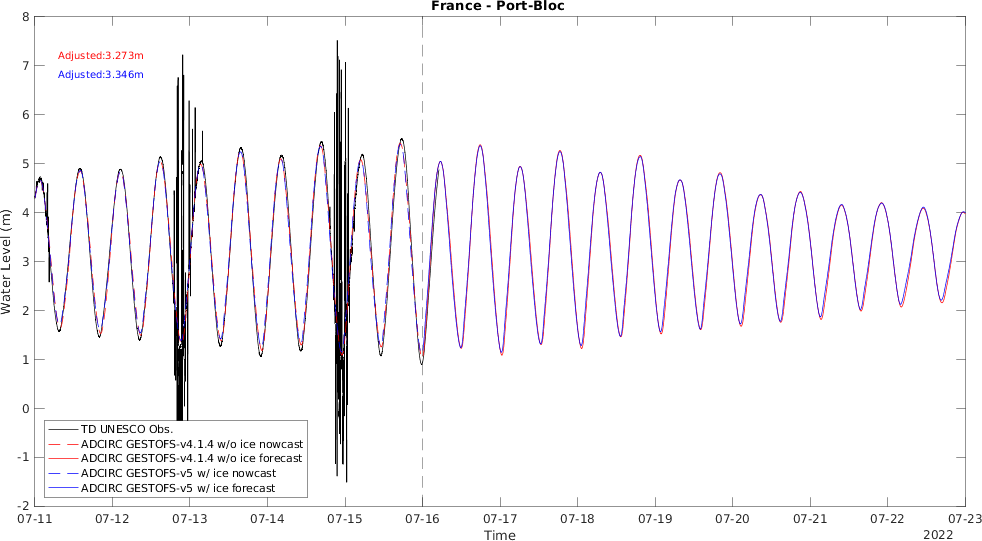 France - Port-Bloc
8
7
6
5
4
3
2
1
0
-1
-2
Water Level (m)
Adjusted:3.273m
Adjusted:3.346m
TD UNESCO Obs.
ADCIRC GESTOFS-v4.1.4 w/o ice nowcast
ADCIRC GESTOFS-v4.1.4 w/o ice forecast
ADCIRC GESTOFS-v5 w/ ice nowcast
ADCIRC GESTOFS-v5 w/ ice forecast
07-11 07-12 07-13 07-14 07-15 07-16 07-17 07-18 07-19 07-20 07-21 07-22 07-23
Time
2022